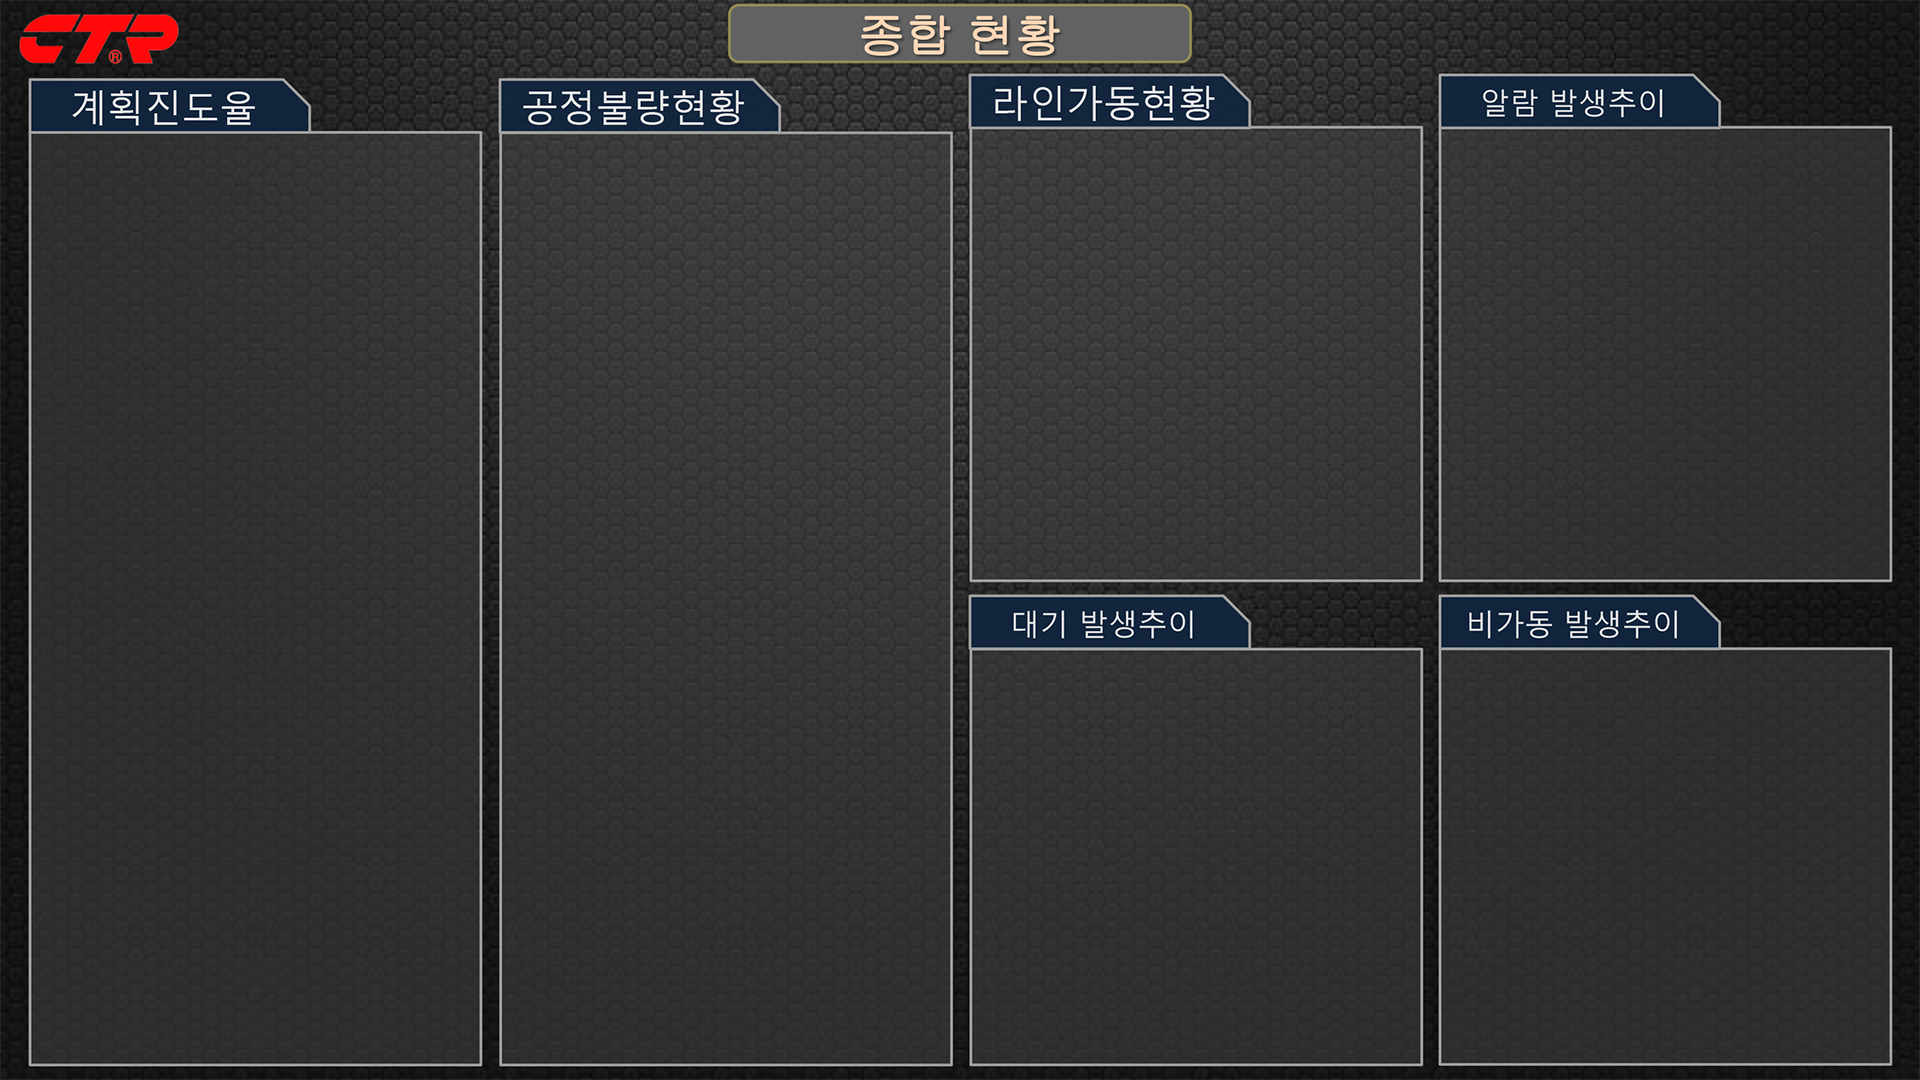 CTR®
종합 현황
계획진도율
공정불량현황
라인가동현황
알람 발생추이
대기 발생추이
비가동 발생추이